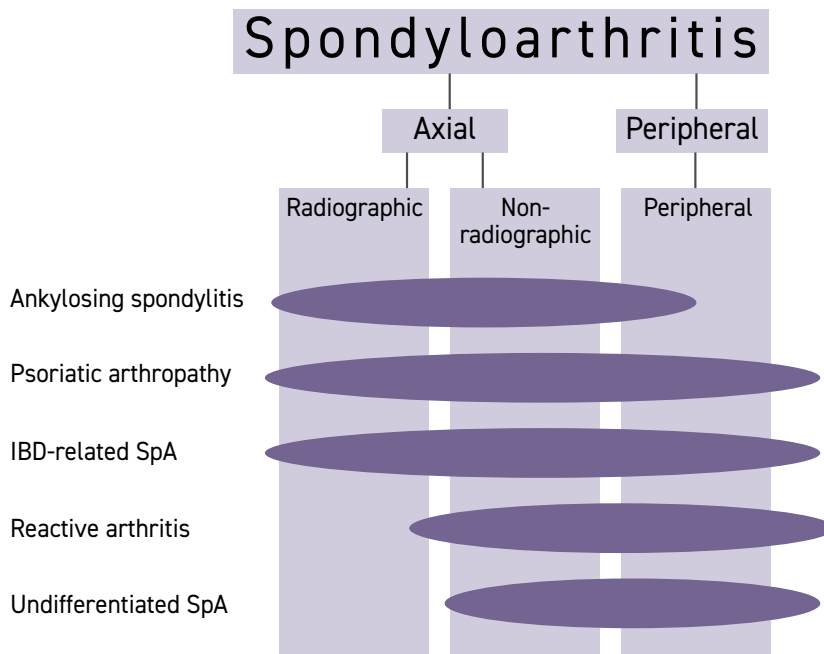 Spondyloarthritis
Axial
Peripheral
Radiographic
Non-
radiographic
Peripheral
Ankylosing spondylitis
Psoriatic arthropathy
IBD-related SpA
Reactive arthritis
Undifferentiated SpA